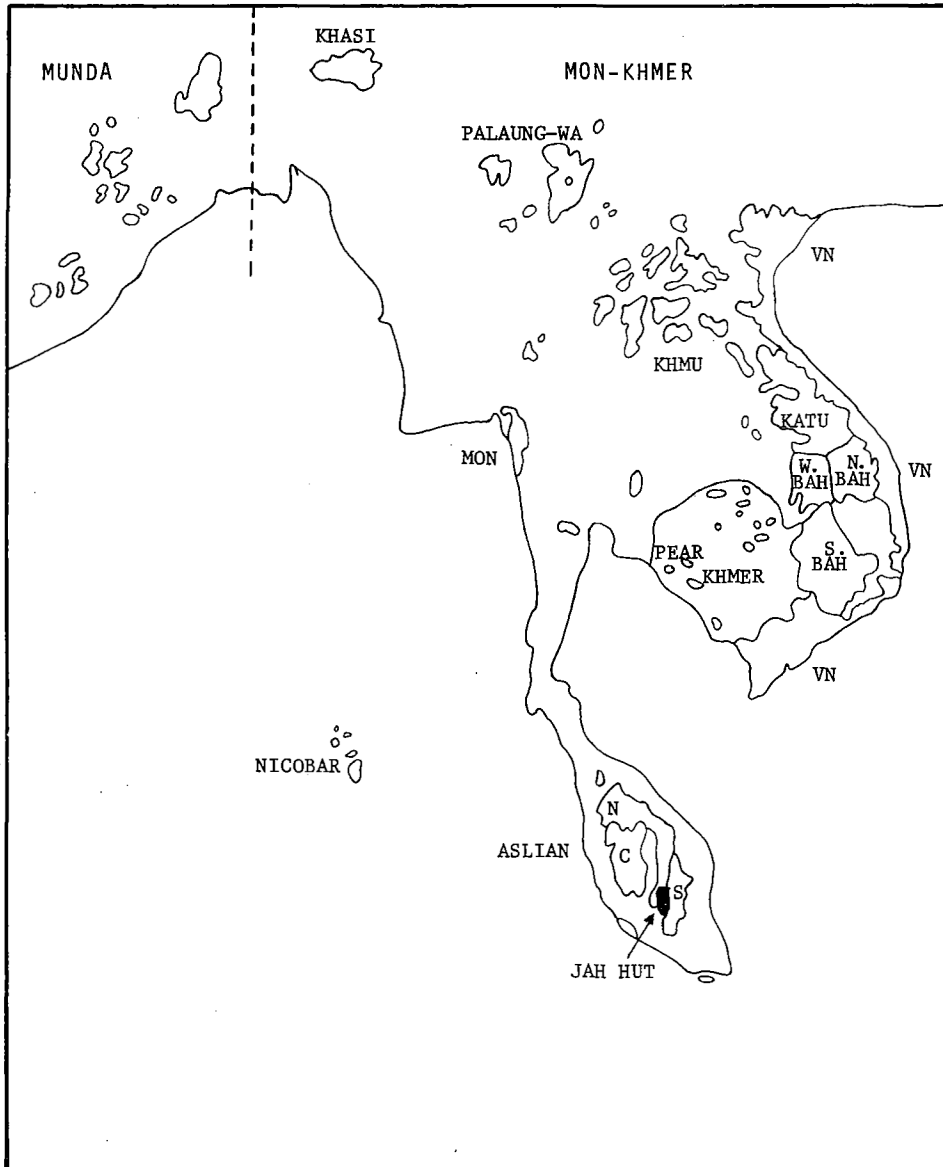 KHASI
MUNDA
MON-KHMER
PALAUNG-WA
VN
KHMU
KATU
MON
W.
BAH
N.
BAH
VN
PEAR
KHMER
S.
BAH
VN
NICOBAR
N
ASLIAN
C
S
JAH HUT